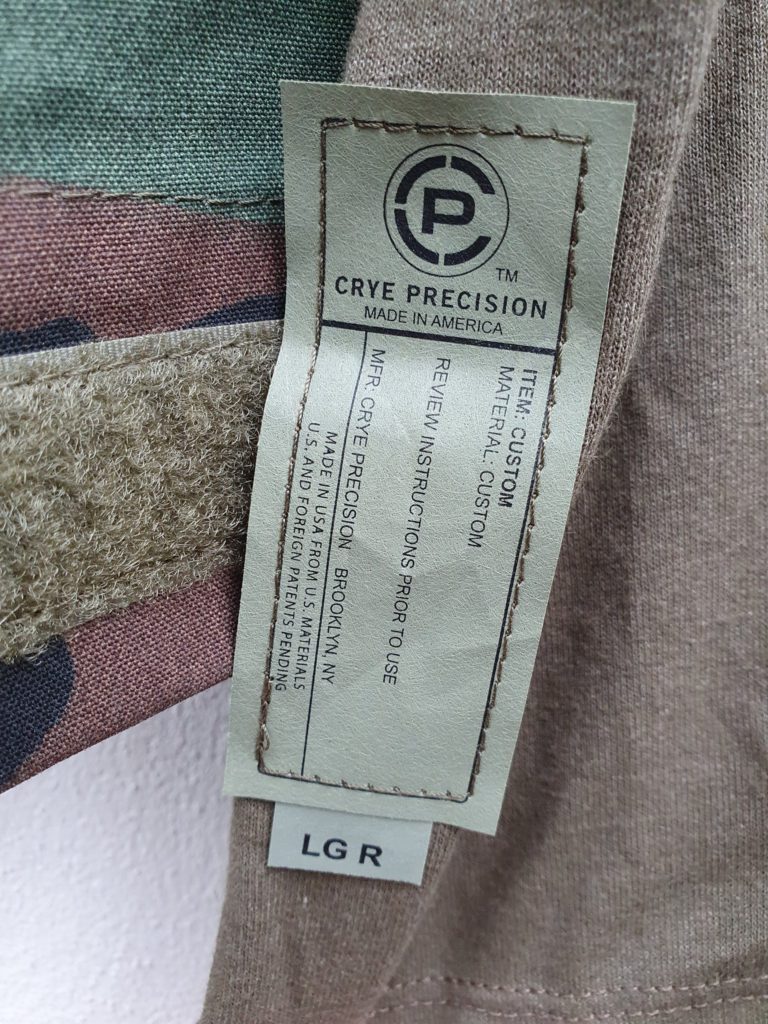 CP
TM
CRYE PRECISION
MADE IN AMERICA
ITEM: CUSTOM
MATERIAL: CUSTOM
REVIEW INSTRUCTIONS PRIOR TO USE
MFR: CRYE PRECISION BROOKLYN, NY
MADE IN USA FROM U.S. MATERIALS
U.S. AND FOREIGN PATENTS PENDING
LG R